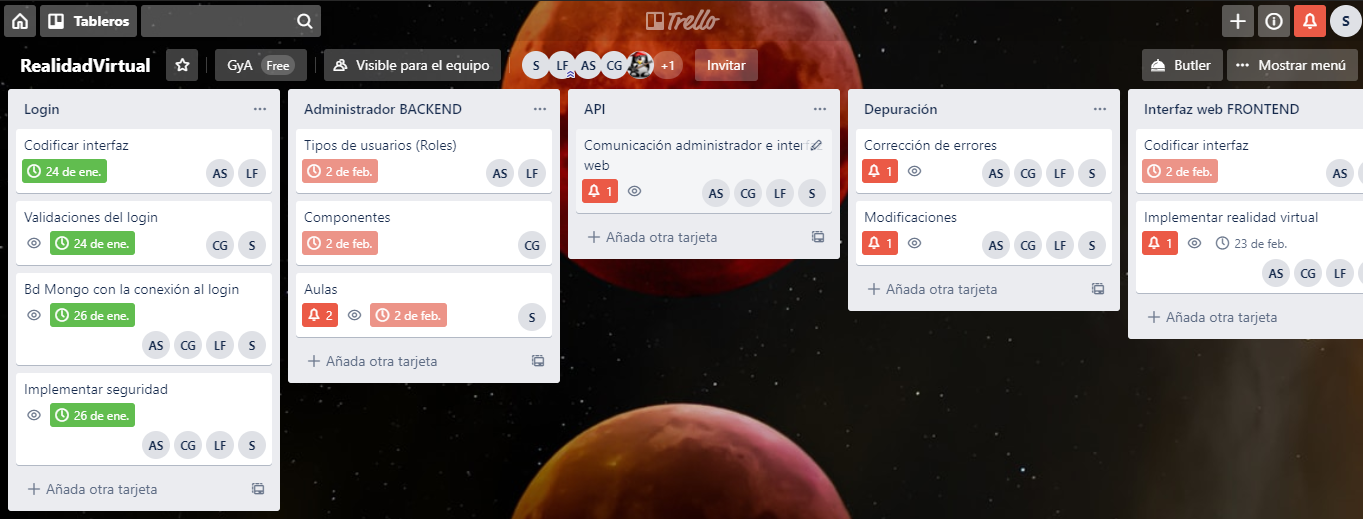 Tableros
Trello
S
RealidadVirtual
GyA Free
Visible para el equipo
S LF AS CG +1
Invitar
Butler
Mostrar menú
Login
Codificar interfaz
24 de ene.
AS LF
Validaciones del login
24 de ene.
CG S
Bd Mongo con la conexión al login
26 de ene.
AS CG LF S
Implementar seguridad
26 de ene.
AS CG LF S
Añada otra tarjeta
Administrador BACKEND
Tipos de usuarios (Roles)
2 de feb.
AS LF
Componentes
2 de feb.
CG
Aulas
2
2 de feb.
S
Añada otra tarjeta
API
Comunicación administrador e interfaz
web
1
AS CG LF S
Añada otra tarjeta
Depuración
Corrección de errores
1
AS CG LF S
Modificaciones
1
AS CG LF S
Añada otra tarjeta
Interfaz web FRONTEND
Codificar interfaz
2 de feb.
AS
Implementar realidad virtual
1
23 de feb.
AS CG LF
Añada otra tarjeta